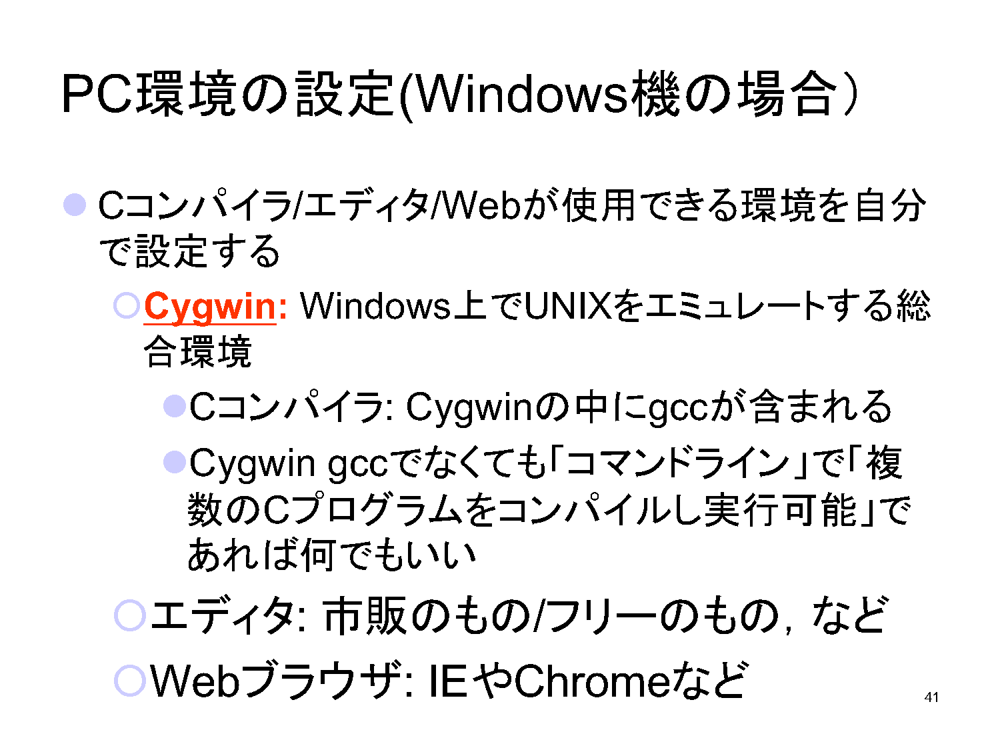 PC環境の設定(Windows機の場合）
● Cコンパイラ/エディタ/Webが使用できる環境を自分
で設定する
○Cygwin: Windows上でUNIXをエミュレートする総
合環境
●Cコンパイラ: Cygwinの中にgccが含まれる
●Cygwin gccでなくても「コマンドライン」で「複
数のCプログラムをコンパイルし実行可能」で
あれば何でもいい
○エディタ: 市販のもの/フリーのもの，など
○Webブラウザ: IEやChromeなど
41